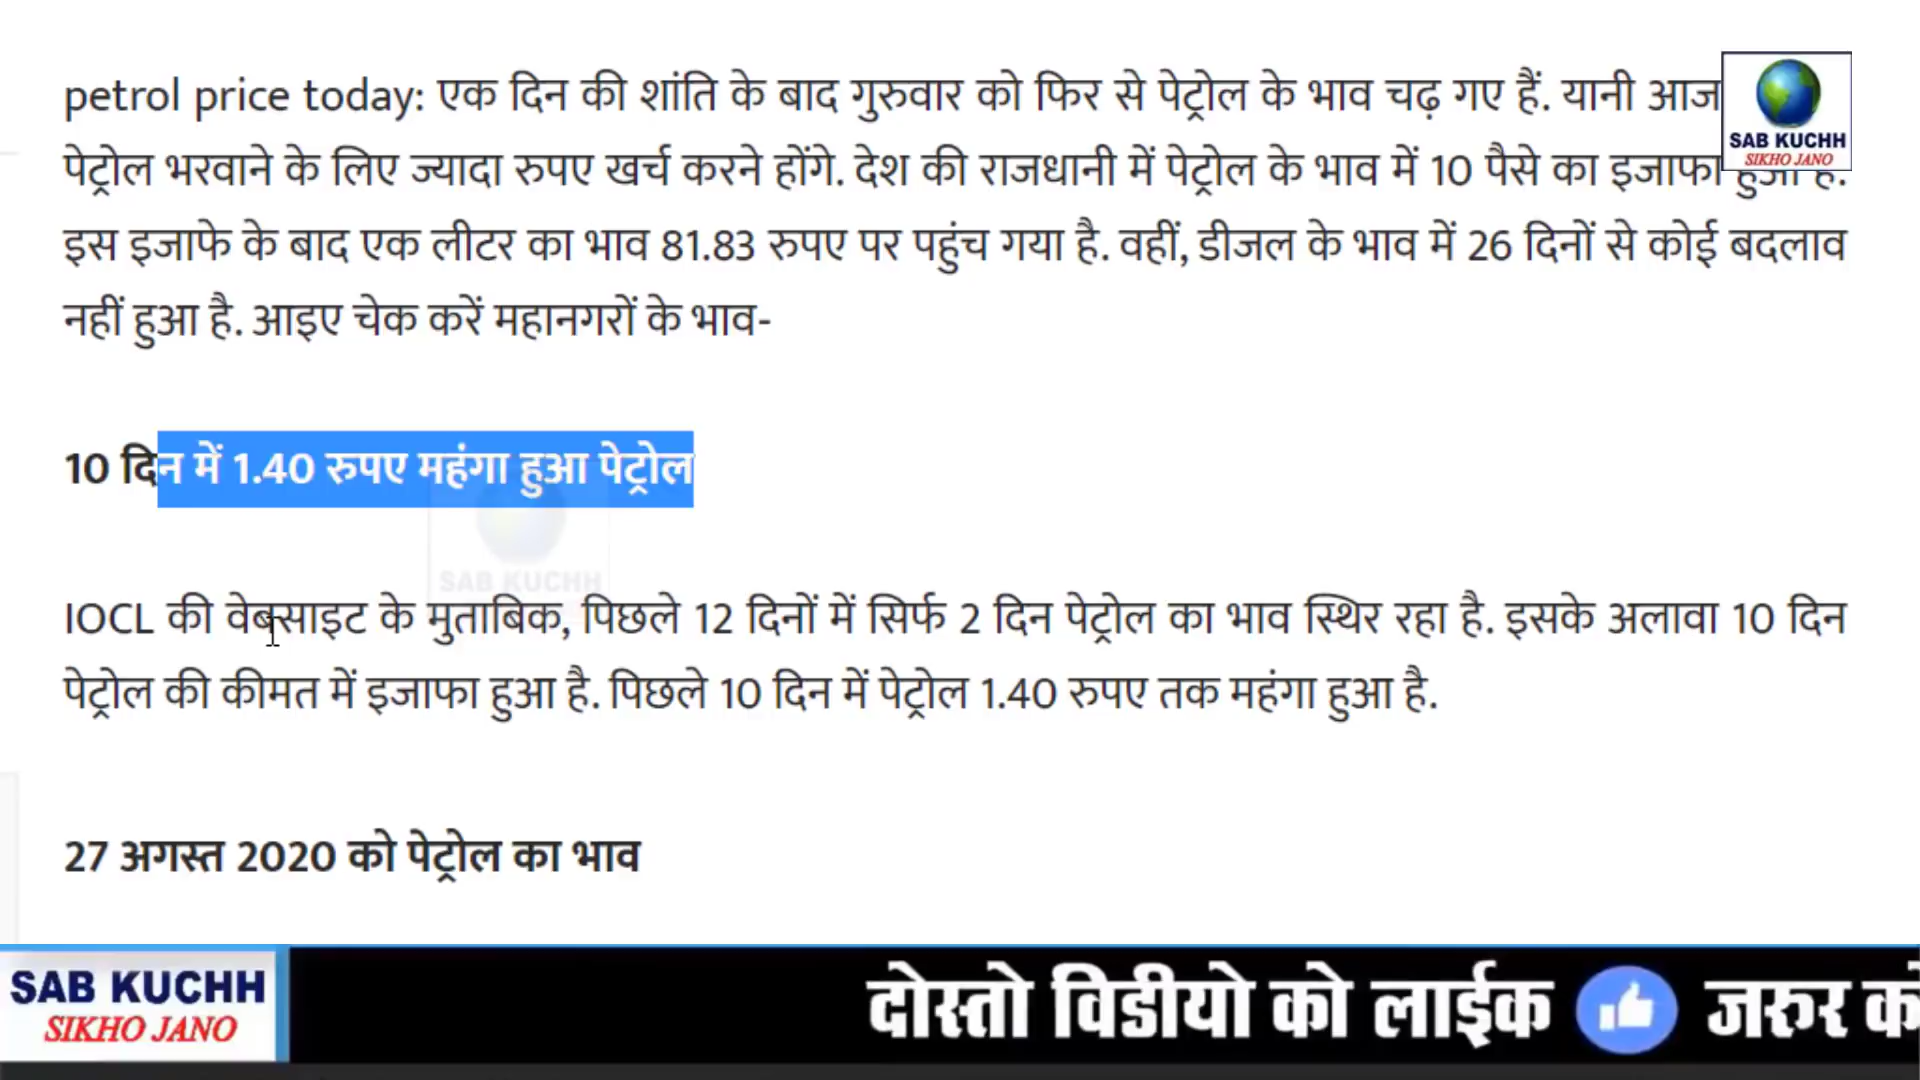 petrol price today: एक दिन की शांति के बाद गुरुवार को फिर से पेट्रोल के भाव चढ़ गए हैं. यानी आज
SAB KUCHH
SIKHO JANO
पेट्रोल भरवाने के लिए ज्यादा रुपए खर्च करने होंगे. देश की राजधानी में पेट्रोल के भाव में 10 पैसे का इजाफा हुआ है.
इस इजाफे के बाद एक लीटर का भाव 81.83 रुपए पर पहुंच गया है. वहीं, डीजल के भाव में 26 दिनों से कोई बदलाव
नहीं हुआ है. आइए चेक करें महानगरों के भाव-
10 दिन में 1.40 रुपए महंगा हुआ पेट्रोल
SAB KUCHH
IOCL की वेबसाइट के मुताबिक, पिछले 12 दिनों में सिर्फ 2 दिन पेट्रोल का भाव स्थिर रहा है. इसके अलावा 10 दिन
पेट्रोल की कीमत में इजाफा हुआ है. पिछले 10 दिन में पेट्रोल 1.40 रुपए तक महंगा हुआ है.
27 अगस्त 2020 को पेट्रोल का भाव
SAB KUCHH
SIKHO JANO
दोस्तो विडीयो को लाईक जरुर